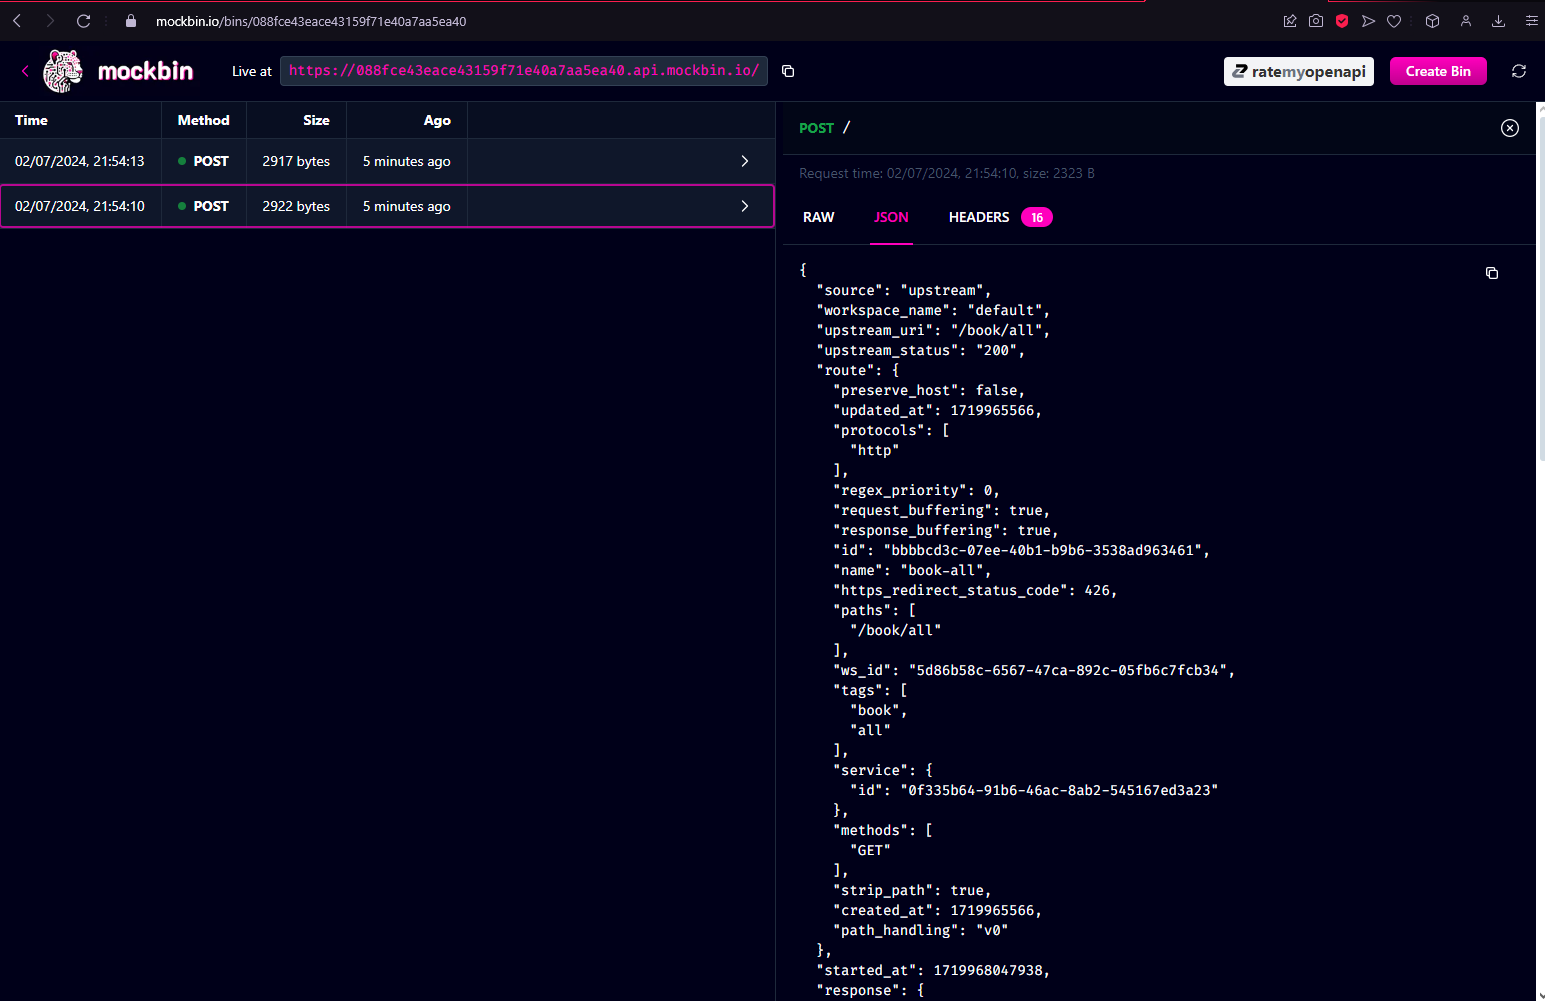 mockbin.io/bins/088fce43eace43159f71e40a7aa5ea40
mockbin
Live at
https://088fce43eace43159f71e40a7aa5ea40.api.mockbin.io/
ratemyopenapi
Create Bin
Time Method Size Ago
02/07/2024, 21:54:13 POST 2917 bytes 5 minutes ago
02/07/2024, 21:54:10 POST 2922 bytes 5 minutes ago
POST /
Request time: 02/07/2024, 21:54:10, size: 2323 B
RAW JSON HEADERS 16
{
"source": "upstream",
"workspace_name": "default",
"upstream_uri": "/book/all",
"upstream_status": "200",
"route": {
"preserve_host": false,
"updated_at": 1719965566,
"protocols": [
"http"
],
"regex_priority": 0,
"request_buffering": true,
"response_buffering": true,
"id": "bbbbcd3c-07ee-40b1-b9b6-3538ad963461",
"name": "book-all",
"https_redirect_status_code": 426,
"paths": [
"/book/all"
],
"ws_id": "5d86b58c-6567-47ca-892c-05fb6c7fcb34",
"tags": [
"book",
"all"
],
"service": {
"id": "0f335b64-91b6-46ac-8ab2-545167ed3a23"
},
"methods": [
"GET"
],
"strip_path": true,
"created_at": 1719965566,
"path_handling": "v0"
},
"started_at": 1719968047938,
"response": {